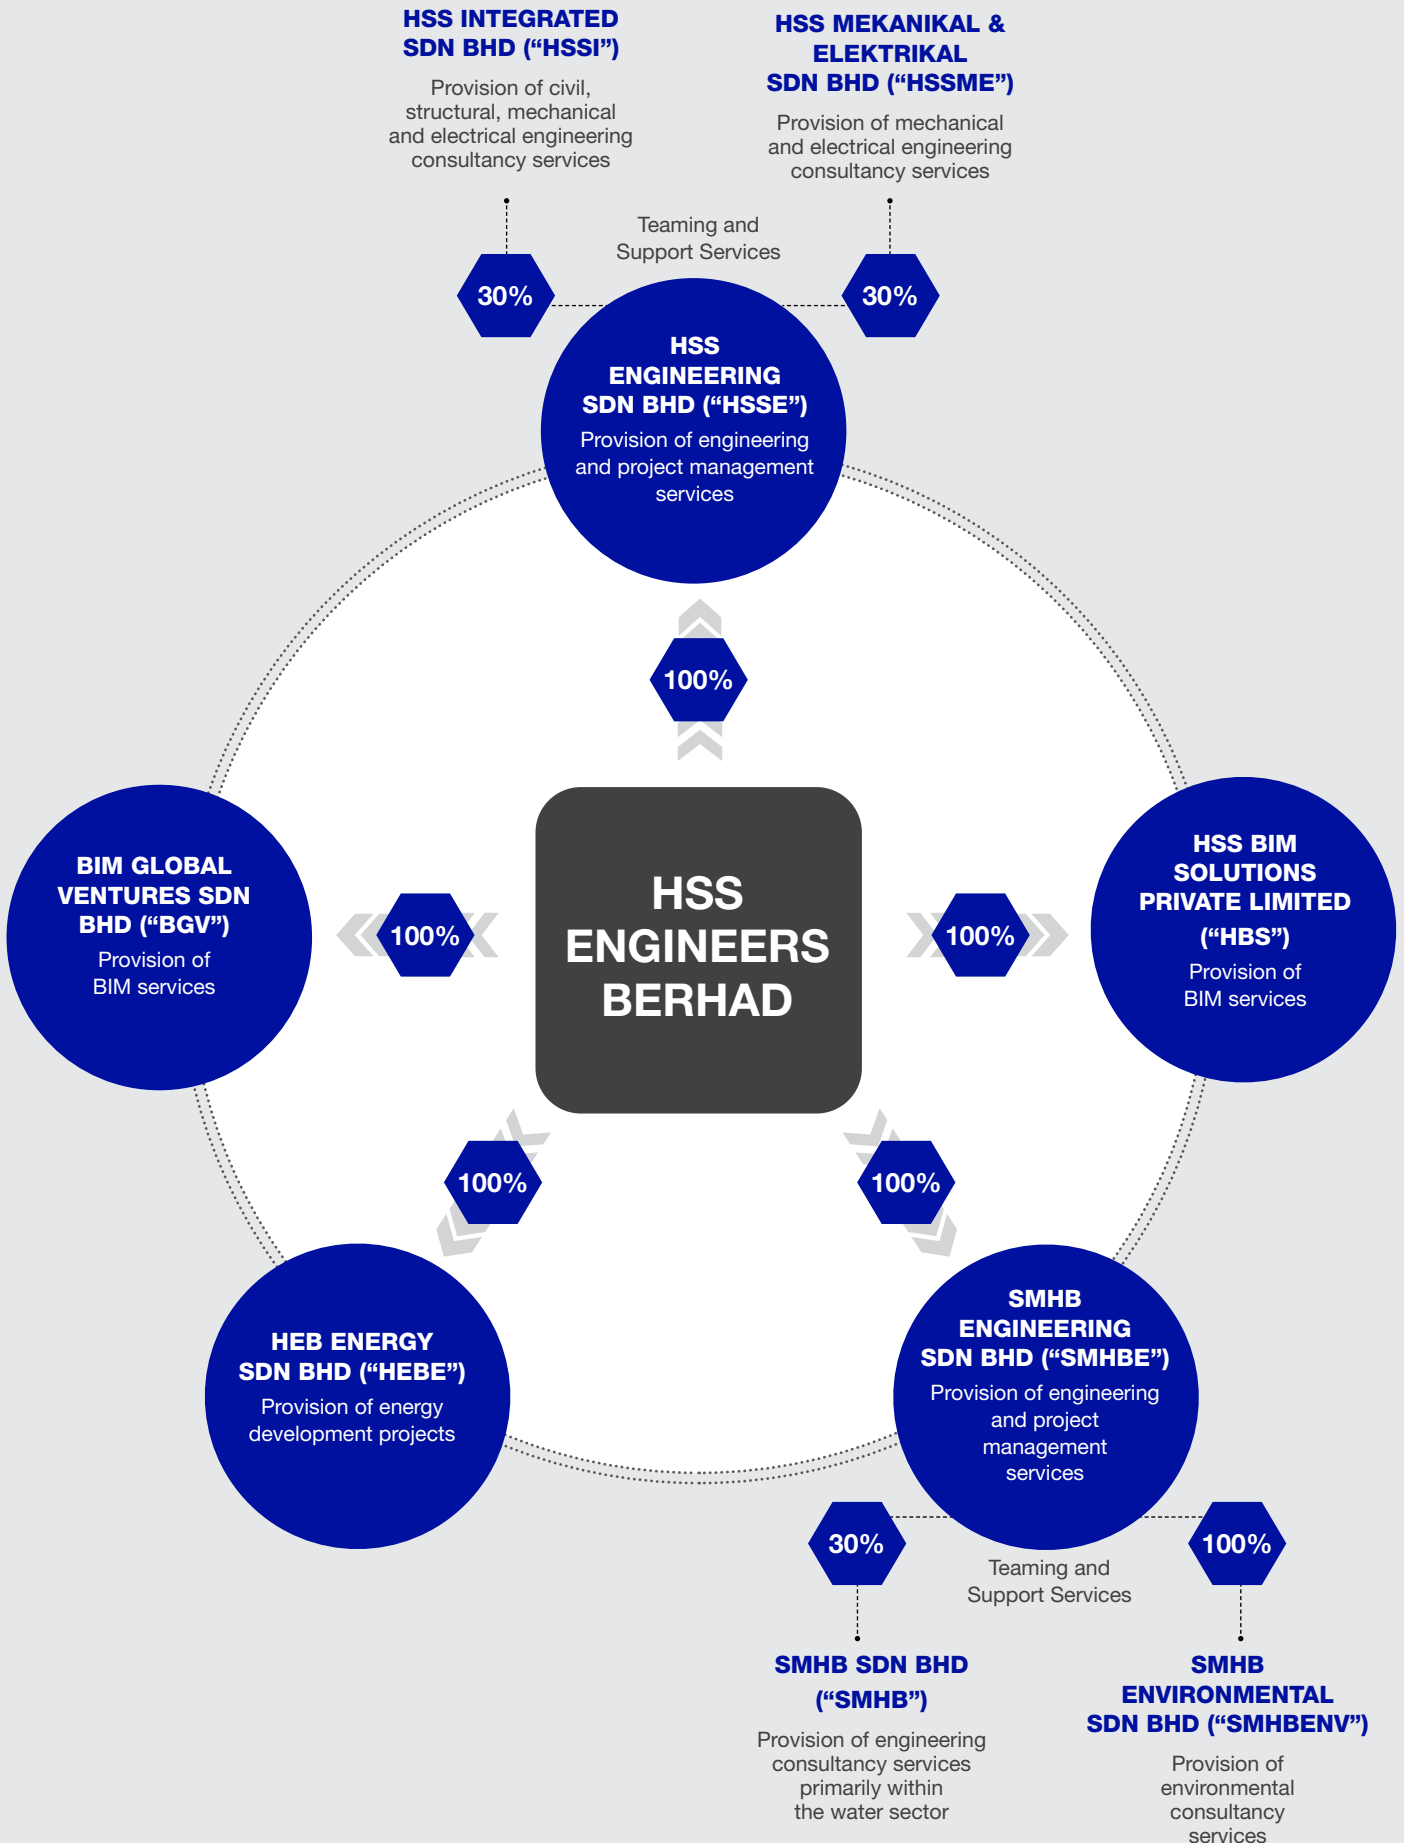 HSS INTEGRATED
SDN BHD (“HSSI”)
Provision of civil,
structural, mechanical
and electrical engineering
consultancy services
HSS MEKANIKAL &
ELEKTRIKAL
SDN BHD (“HSSME”)
Provision of mechanical
and electrical engineering
consultancy services
Teaming and
Support Services
30%
30%
HSS
ENGINEERING
SDN BHD (“HSSE”)
Provision of engineering
and project management
services
100%
BIM GLOBAL
VENTURES SDN
BHD (“BGV”)
Provision of
BIM services
100%
HSS
ENGINEERS
BERHAD
100%
HSS BIM
SOLUTIONS
PRIVATE LIMITED
(“HBS”)
Provision of
BIM services
100%
100%
HEB ENERGY
SDN BHD (“HEBE”)
Provision of energy
development projects
SMHB
ENGINEERING
SDN BHD (“SMHBE”)
Provision of engineering
and project
management
services
30%
100%
Teaming and
Support Services
SMHB SDN BHD
(“SMHB”)
Provision of engineering
consultancy services
primarily within
the water sector
SMHB
ENVIRONMENTAL
SDN BHD (“SMHBENV”)
Provision of
environmental
consultancy
services